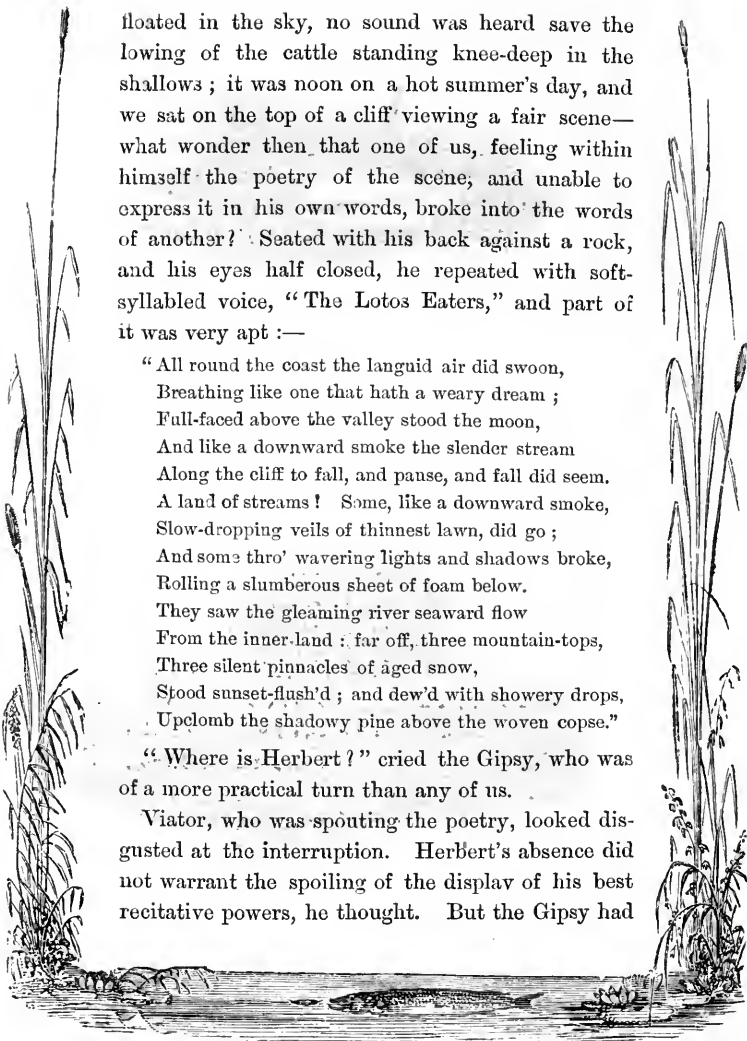 floated in the sky, no sound was heard save the
lowing of the cattle standing knee-deep in the
shallows ; it was noon on a hot summer's day, and
we sat on the top of a cliff viewing a fair scene—
what wonder then that one of us, feeling within
himself the poetry of the scene, and unable to
express it in his own words, broke into the words
of another? Seated with his back against a rock,
and his eyes half closed, he repeated with soft-
syllabled voice, "The Lotos Eaters," and part of
it was very apt :—
"All round the coast the languid air did swoon,
Breathing like one that hath a weary dream ;
Full-faced above the valley stood the moon,
And like a downward smoke the slender stream
Along the cliff to fall, and pause, and fall did seem.
A land of streams ! Some, like a downward smoke,
Slow-dropping veils of thinnest lawn, did go ;
And some thro' wavering lights and shadows broke,
Rolling a slumberous sheet of foam below.
They saw the gleaming river seaward flow
From the inner land : far off, three mountain-tops,
Three silent pinnacles of aged snow,
Stood sunset-flush'd ; and dew'd with showery drops,
Upclomb the shadowy pine above the woven copse."
"Where is Herbert ?" cried the Gipsy, who was
of a more practical turn than any of us.
Viator, who was spouting the poetry, looked dis-
gusted at the interruption. Herbert's absence did
not warrant the spoiling of the display of his best
recitative powers, he thought. But the Gipsy had